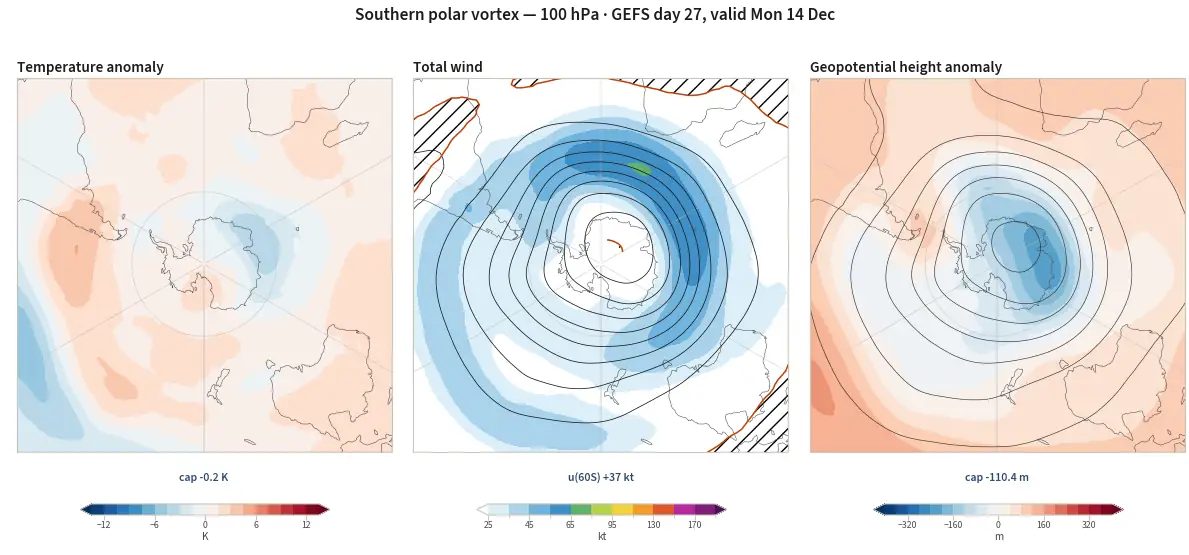 Southern polar vortex — 100 hPa · GEFS day 27, valid Mon 14 Dec
Temperature anomaly
Total wind
Geopotential height anomaly
cap -0.2 K
u(60S) +37 kt
cap -110.4 m
−12 −6 0 6 12
K
25 45 65 95 130 170
kt
−320 −160 0 160 320
m